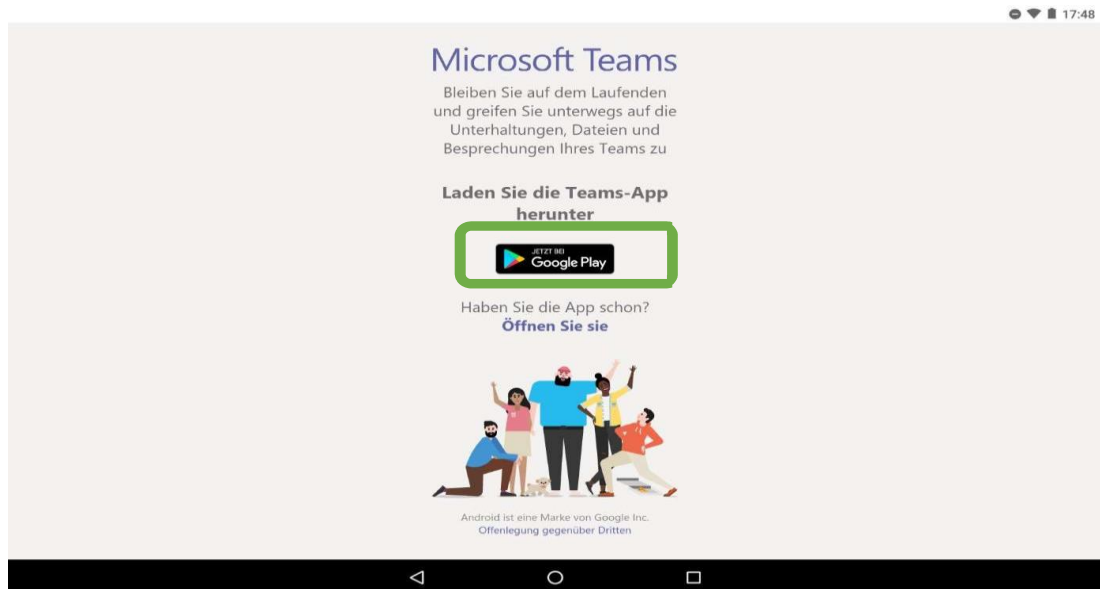 17:48
Microsoft Teams
Bleiben Sie auf dem Laufenden
und greifen Sie unterwegs auf die
Unterhaltungen, Dateien und
Besprechungen Ihres Teams zu
Laden Sie die Teams-App
herunter
JETZT BEI
Google Play
Haben Sie die App schon?
Öffnen Sie sie
Android ist eine Marke von Google Inc.
Offenlegung gegenüber Dritten